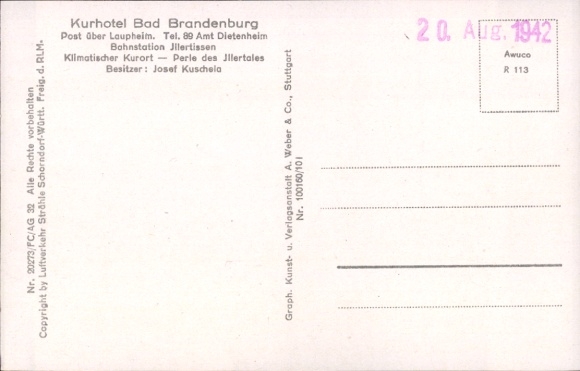 Kurhotel Bad Brandenburg
Post über Laupheim. Tel. 89 Amt Dietenheim
Bahnstation Jllertissen
Klimatischer Kurort — Perle des Jllertales
Besitzer: Josef Kuschela
20. Aug. 1942
Awuco
R 113
Nr. 20273/FC/AG 32 Alle Rechte vorbehalten
Copyright by Luftverkehr Strähle Schorndorf-Württ. Freig. d. RLM.
Graph. Kunst- u. Verlagsanstalt A. Weber & Co., Stuttgart
Nr. 100160/101